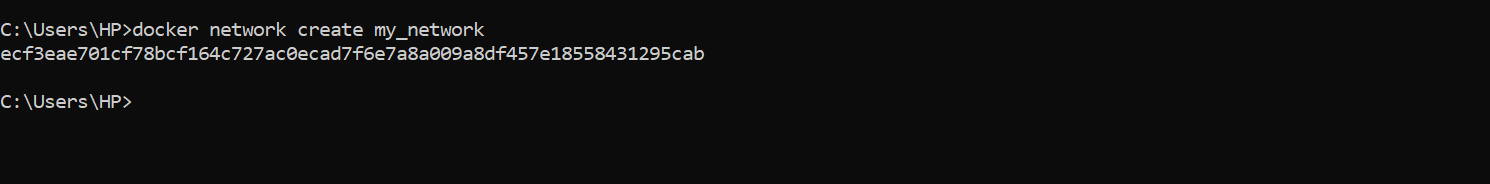 C:\Users\HP>docker network create my_network
ecf3eae701cf78bcf164c727ac0ecad7f6e7a8a009a8df457e18558431295cab
C:\Users\HP>